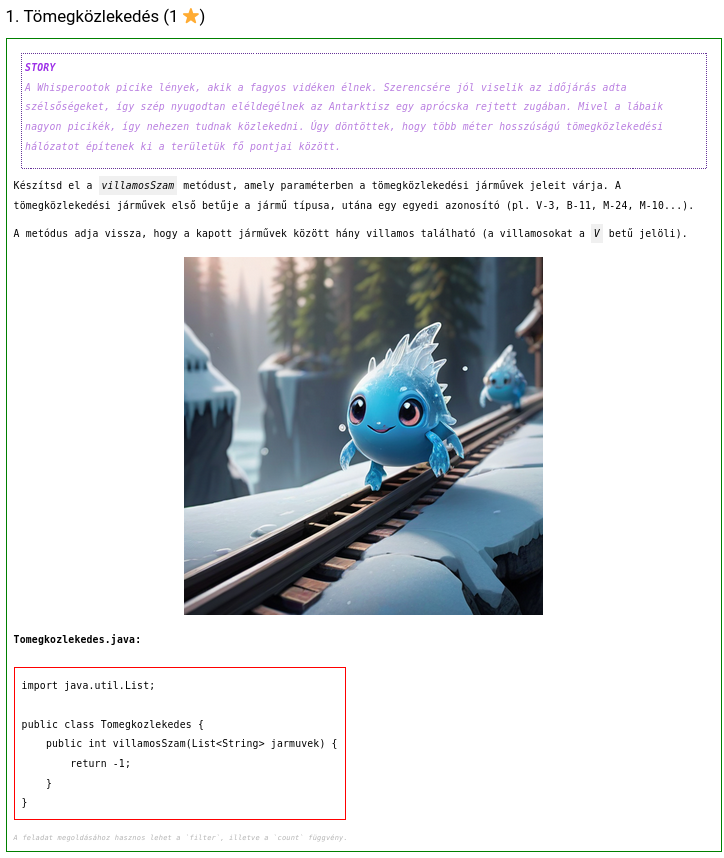 1. Tömegközlekedés (1 ⭐)
STORY
A Whisperootok picike lények, akik a fagyos vidéken élnek. Szerencsére jól viselik az időjárás adta
szélsőségeket, így szép nyugodtan eléldegélnek az Antarktisz egy aprócska rejtett zugában. Mivel a lábaik
nagyon picikék, így nehezen tudnak közlekedni. Úgy döntöttek, hogy több méter hosszúságú tömegközlekedési
hálózatot építenek ki a területük fő pontjai között.
Készítsd el a villamosSzam metódust, amely paraméterben a tömegközlekedési járművek jeleit várja. A
tömegközlekedési járművek első betűje a jármű típusa, utána egy egyedi azonosító (pl. V-3, B-11, M-24, M-10...).
A metódus adja vissza, hogy a kapott járművek között hány villamos található (a villamosokat a V betű jelöli).
Tomegkozlekedes.java:
import java.util.List;
public class Tomegkozlekedes {
    public int villamosSzam(List<String> jarmuvek) {
        return -1;
    }
}
A feladat megoldásához hasznos lehet a `filter`, illetve a `count` függvény.